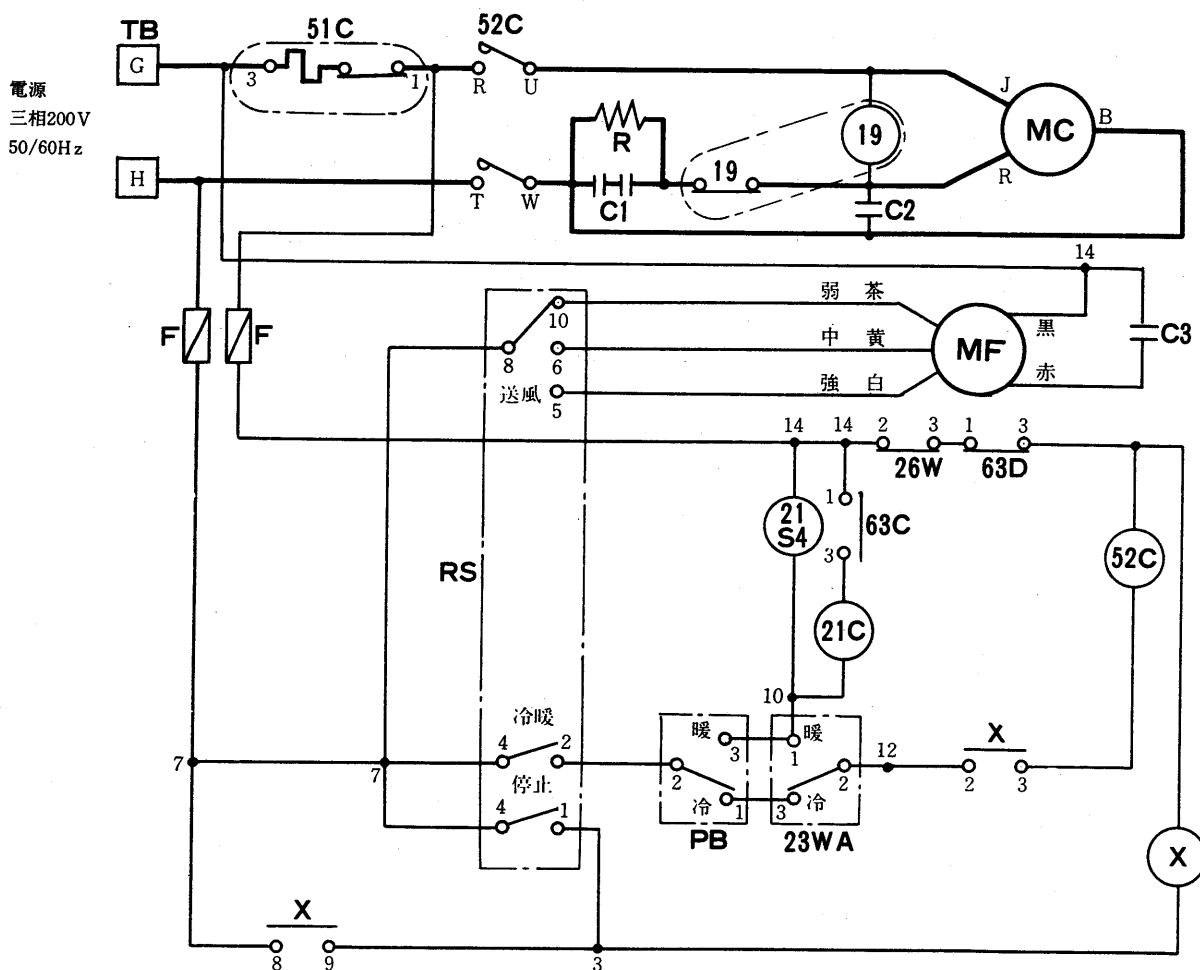 TB
51C
52C
G
3
1
R
U
電源
三相200V
50/60Hz
J
B
MC
R
19
R
19
H
T
W
C1
C2
14
弱 茶
10
黒
F
F
中 黄
MF
C3
8
6
赤
送風
強 白
5
14
14
2
3
1
3
26W
63D
21
S4
1
63C
3
52C
RS
21C
10
冷暖
4
2
暖
3
暖
1
X
12
7
7
停止
2
2
2
3
4
1
冷
1
3
冷
PB
23WA
X
X
8
9
3